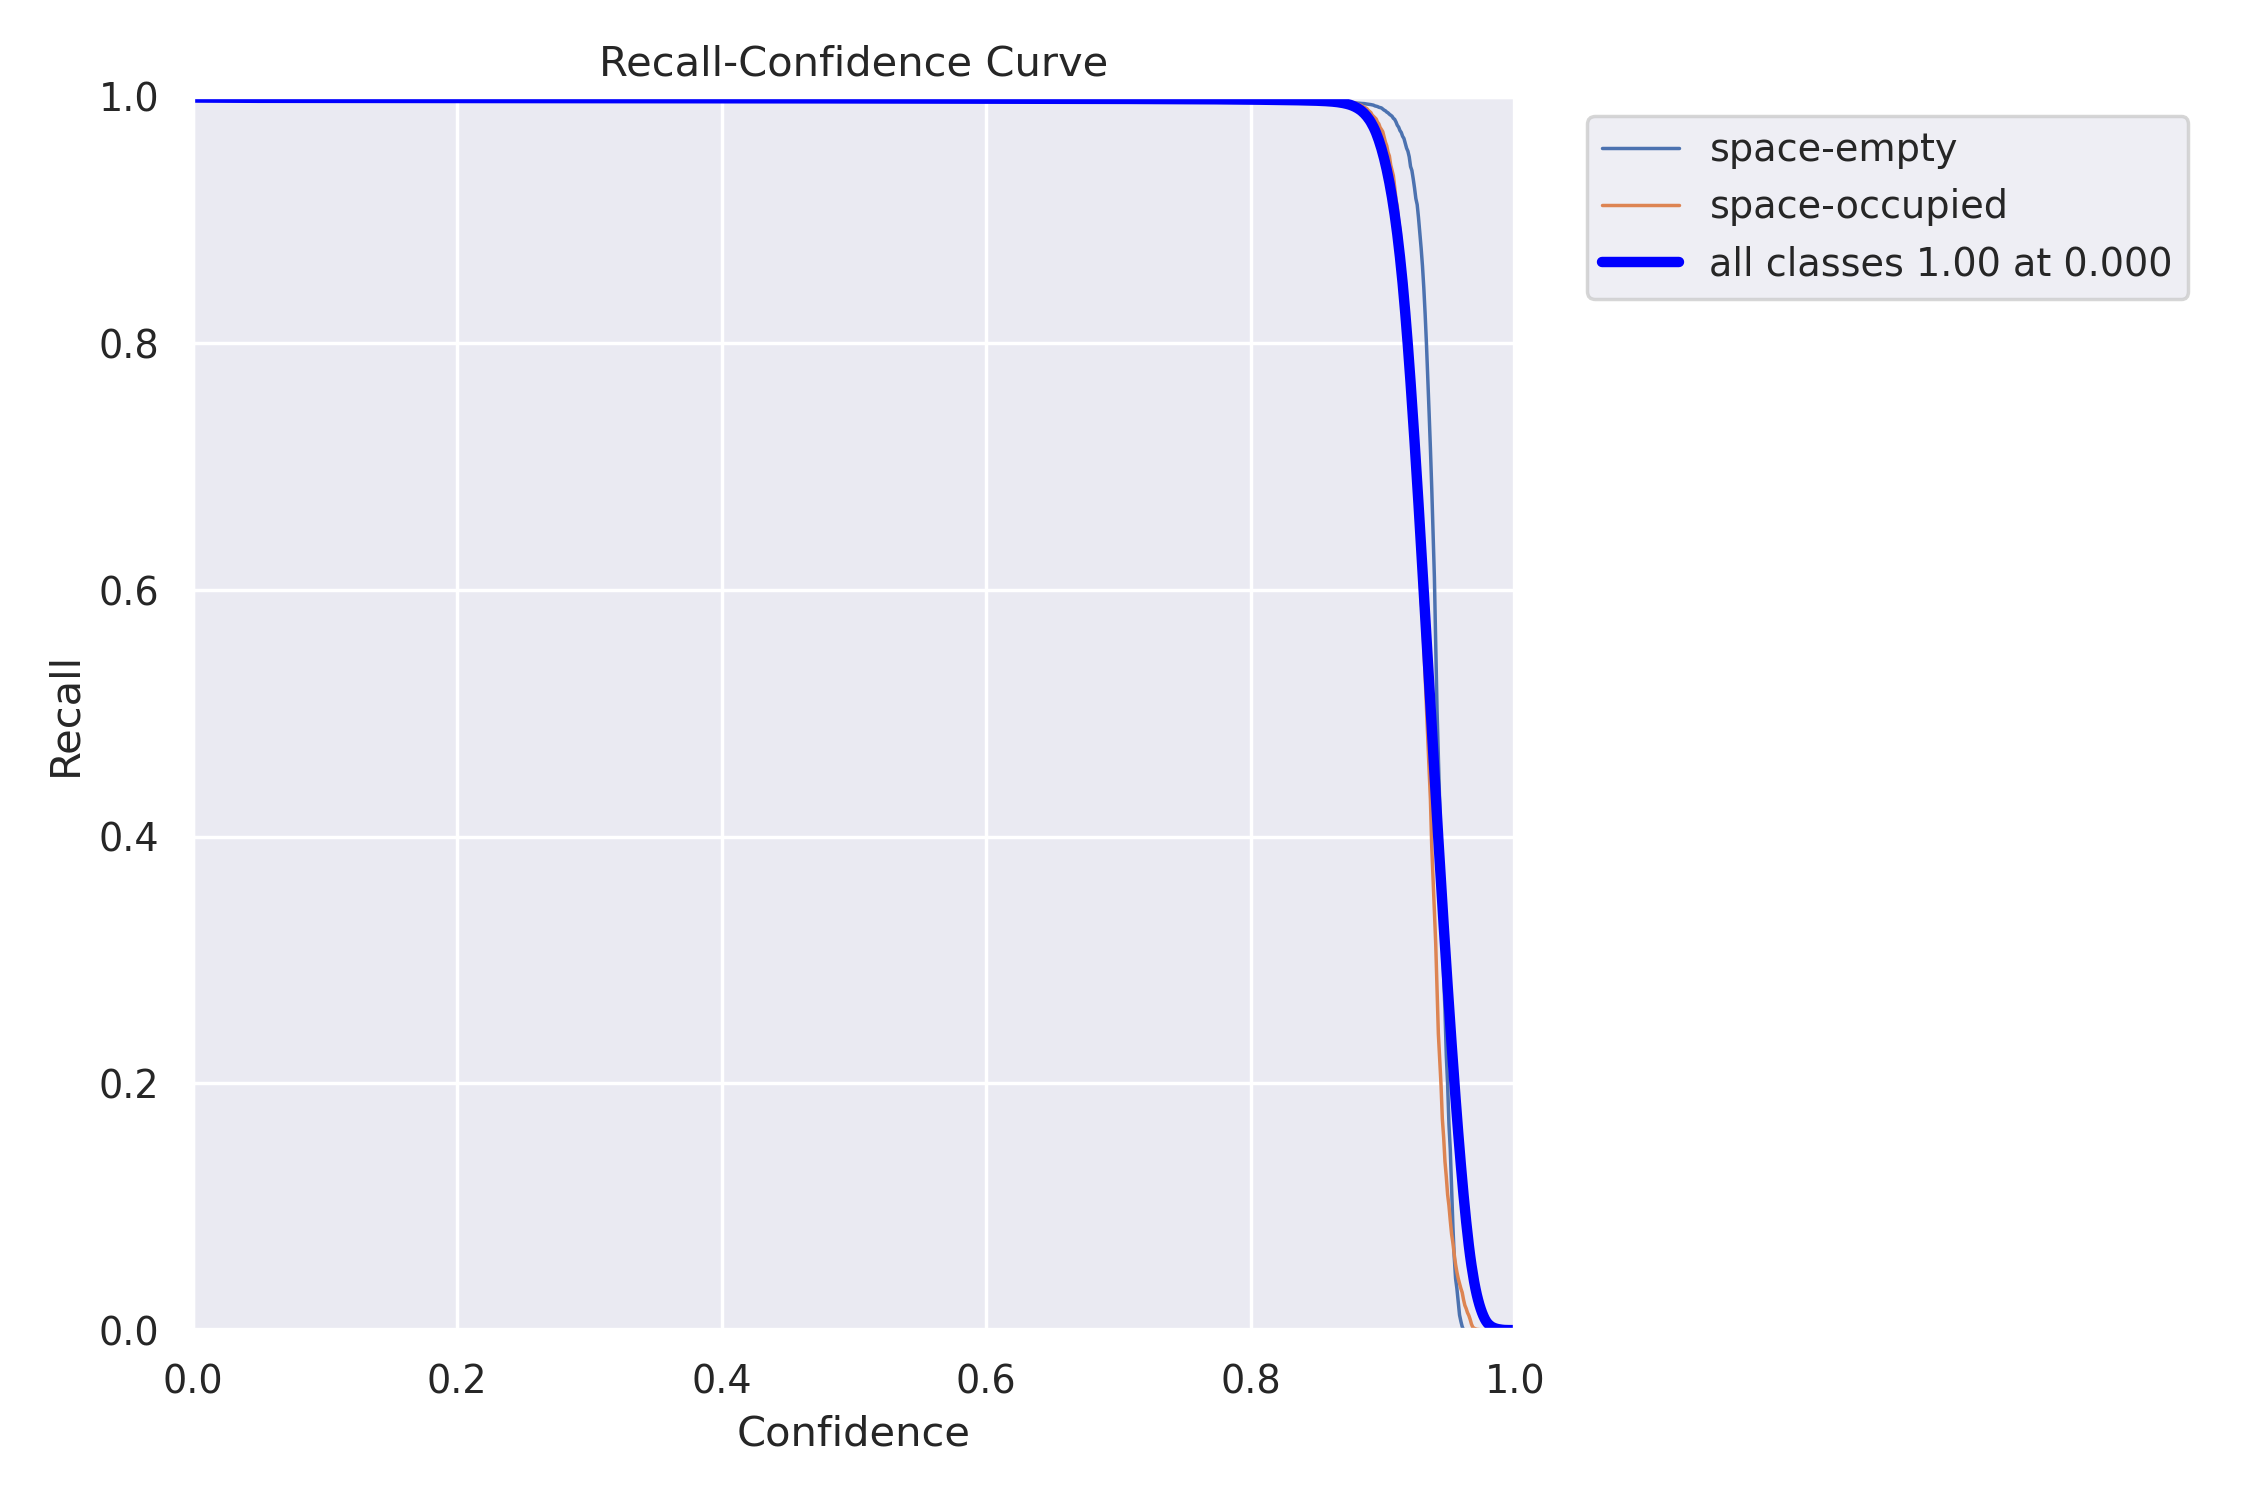 Recall-Confidence Curve
1.0
0.8
0.6
0.4
0.2
0.0
Recall
0.0 0.2 0.4 0.6 0.8 1.0
Confidence
space-empty
space-occupied
all classes 1.00 at 0.000